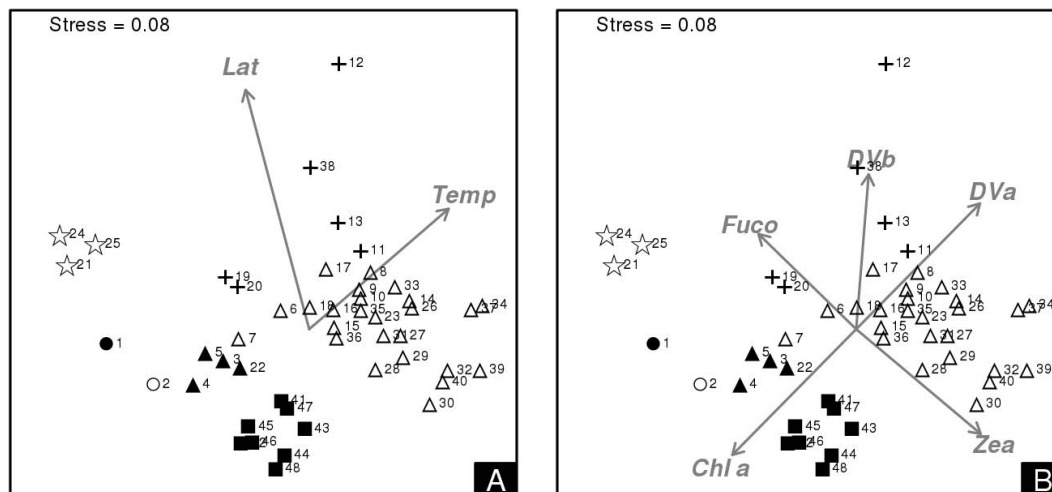 Stress = 0.08
12
Lat
38
Temp
13
24
25
11
21
17 8
19
20 9 33
10 14
6 18 16 35 26 37 34
23
15
7 36 31 27
1
5 3 29
22 28 32 39
2 4 40
41 30
47
45 43
46
44
48
A
Stress = 0.08
12
DVb
38
DVa
Fuco
13
24
25
11
21
17 8
19
20 9 33
10 14
6 18 16 35 26 37 34
23
15
7 36 31 27
1
5 3 29
22 28 32 39
2 4 40
41 30
47
45 43
46
Zea
44
Chl a
48
B